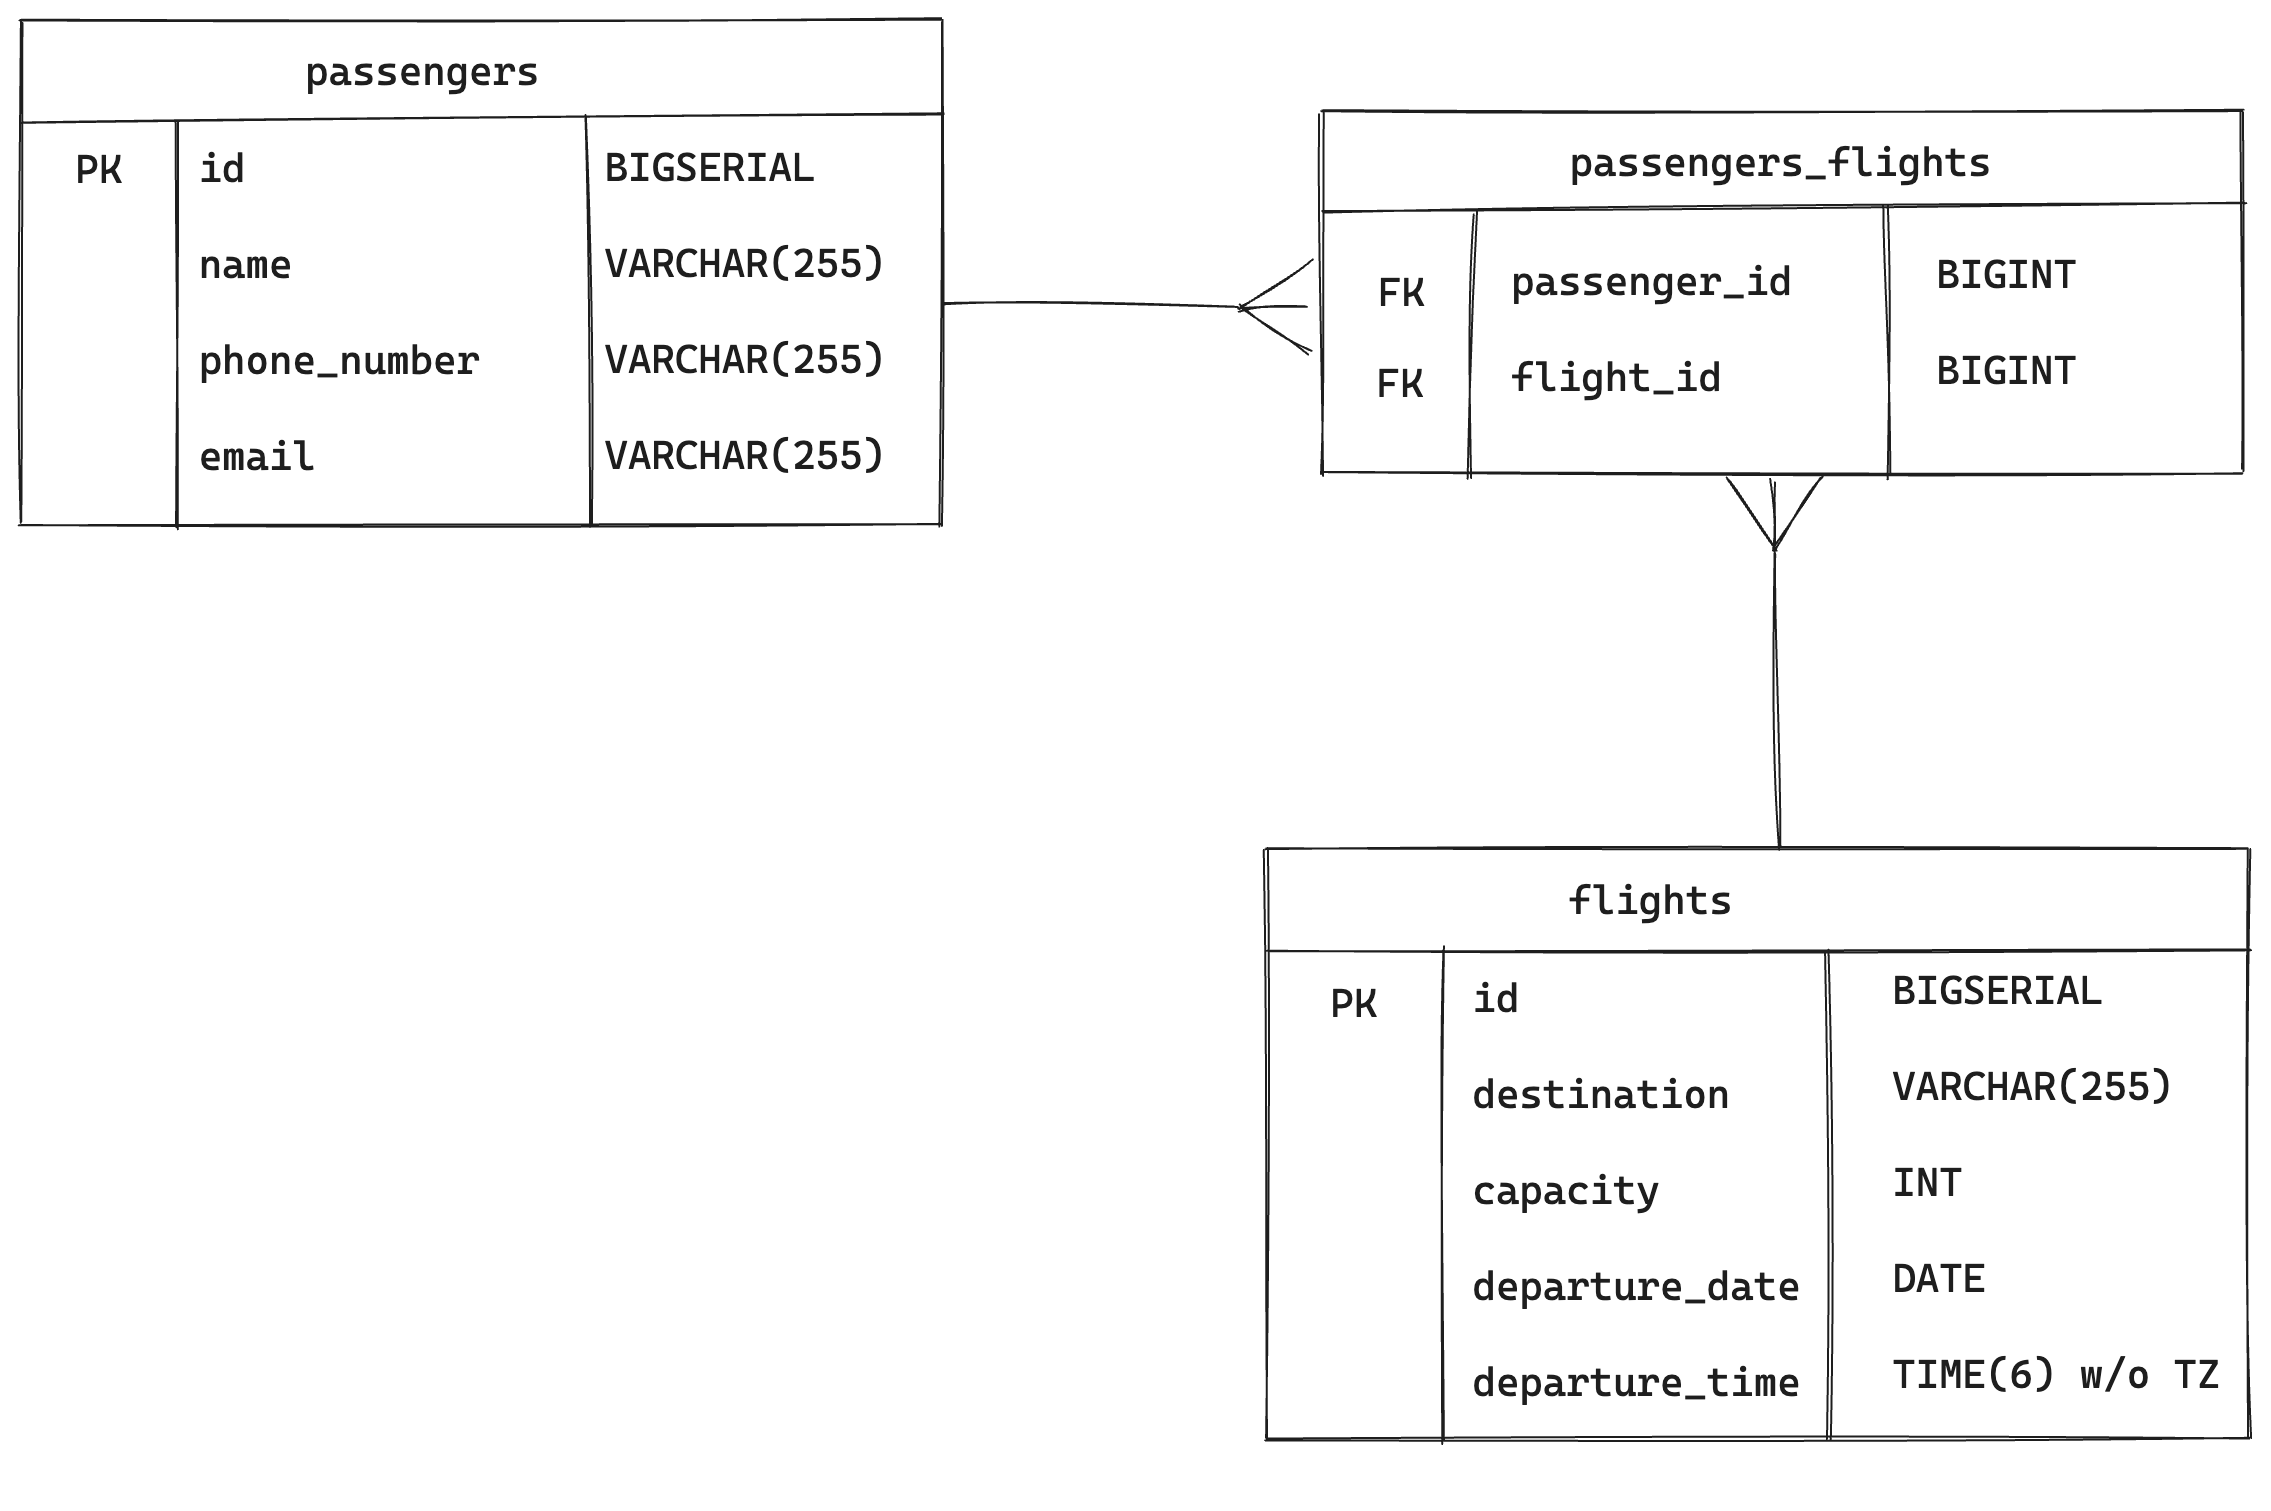 passengers
PK id BIGSERIAL
name VARCHAR(255)
phone_number VARCHAR(255)
email VARCHAR(255)
passengers_flights
FK passenger_id BIGINT
FK flight_id BIGINT
flights
PK id BIGSERIAL
destination VARCHAR(255)
capacity INT
departure_date DATE
departure_time TIME(6) w/o TZ